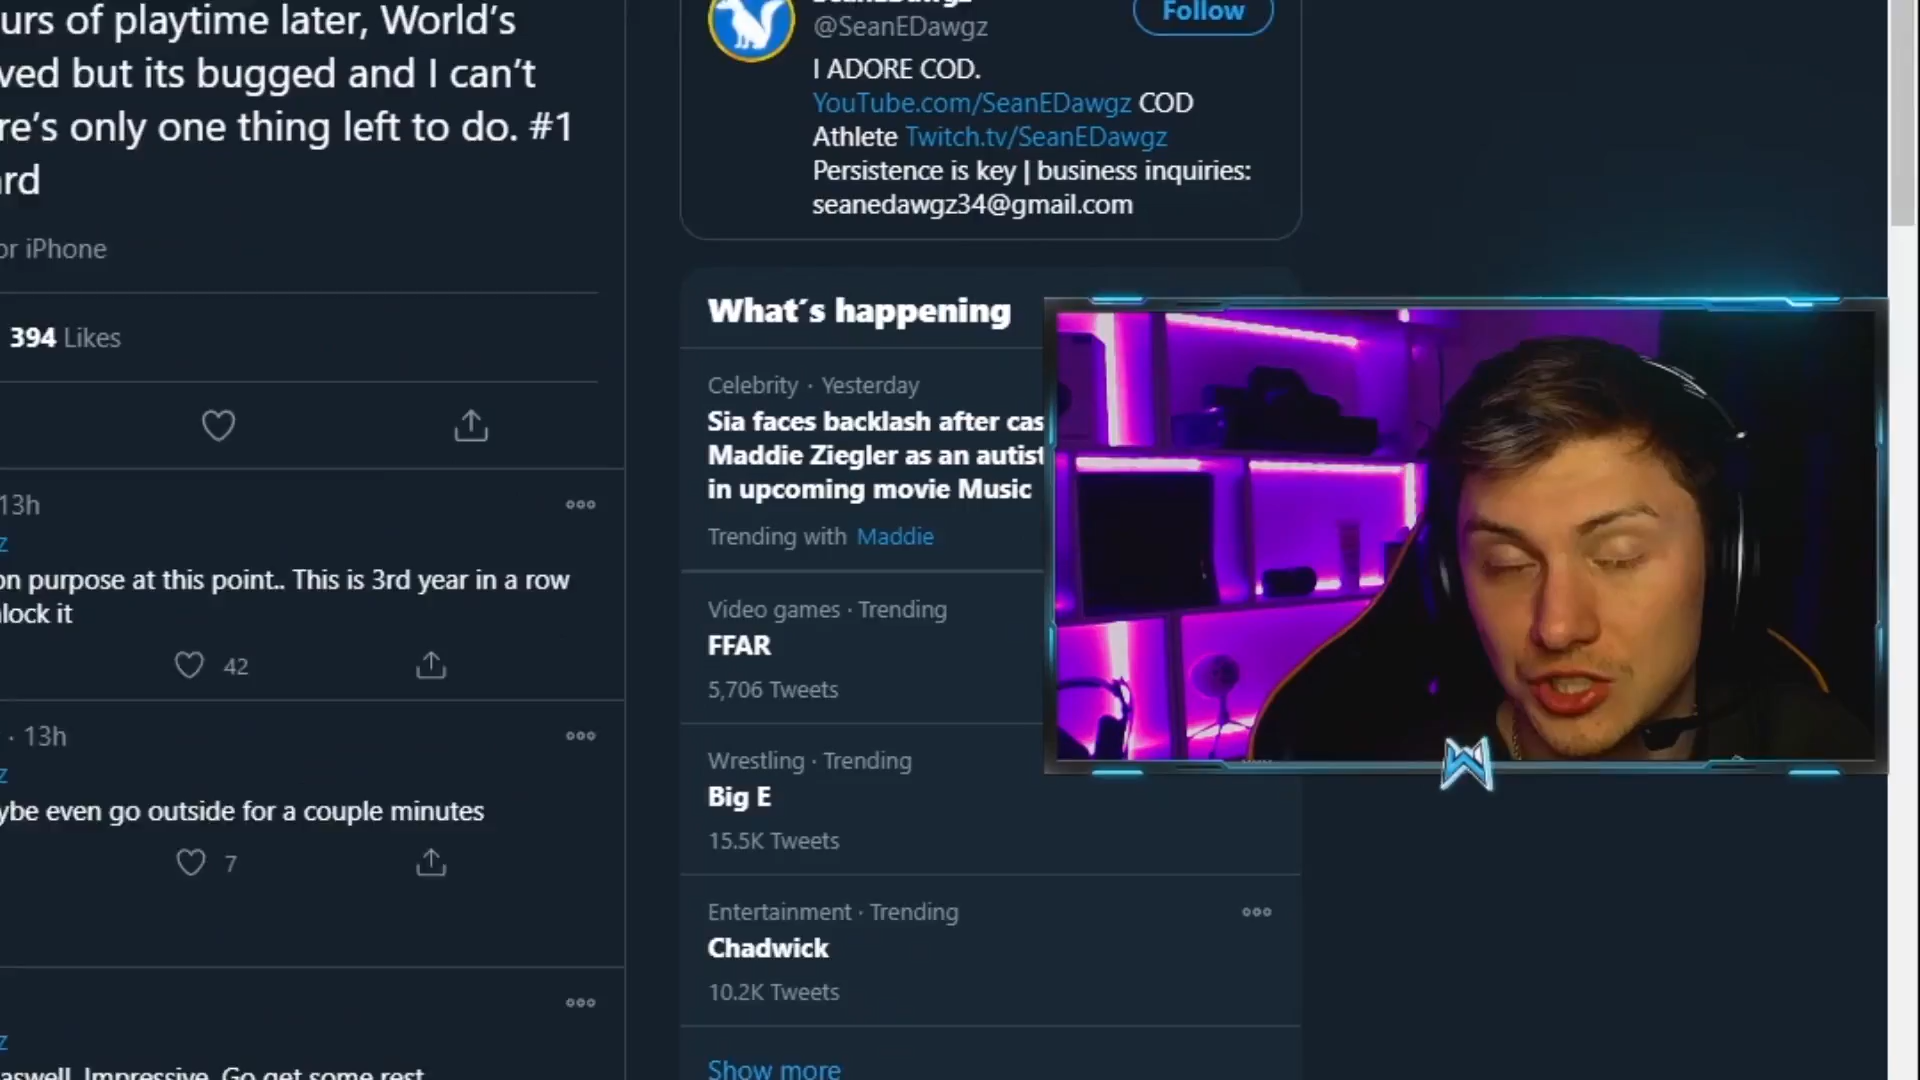 urs of playtime later, World's
ved but its bugged and I can't
re's only one thing left to do. #1
ard
or iPhone
394 Likes
13h
z
on purpose at this point.. This is 3rd year in a row
lock it
42
· 13h
z
ybe even go outside for a couple minutes
7
z
aswell. Impressive. Go get some rest
SeanEDawgz
@SeanEDawgz
Follow
I ADORE COD.
YouTube.com/SeanEDawgz COD
Athlete Twitch.tv/SeanEDawgz
Persistence is key | business inquiries:
seanedawgz34@gmail.com
What´s happening
Celebrity · Yesterday
Sia faces backlash after cas
Maddie Ziegler as an autist
in upcoming movie Music
Trending with Maddie
Video games · Trending
FFAR
5,706 Tweets
Wrestling · Trending
Big E
15.5K Tweets
Entertainment · Trending
Chadwick
10.2K Tweets
Show more